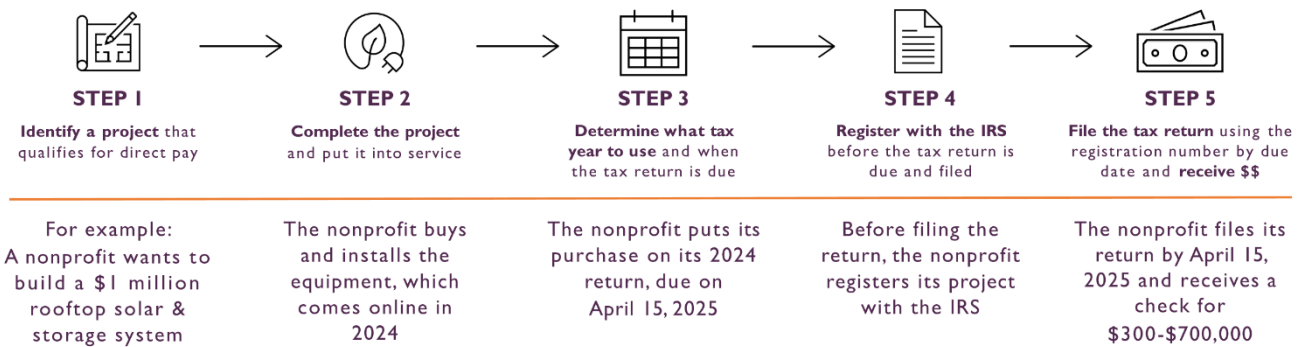 STEP 1
Identify a project that
qualifies for direct pay
For example:
A nonprofit wants to
build a $1 million
rooftop solar &
storage system
STEP 2
Complete the project
and put it into service
The nonprofit buys
and installs the
equipment, which
comes online in
2024
STEP 3
Determine what tax
year to use and when
the tax return is due
The nonprofit puts its
purchase on its 2024
return, due on
April 15, 2025
STEP 4
Register with the IRS
before the tax return is
due and filed
Before filing the
return, the nonprofit
registers its project
with the IRS
STEP 5
File the tax return using the
registration number by due
date and receive $$
The nonprofit files its
return by April 15,
2025 and receives a
check for
$300-$700,000